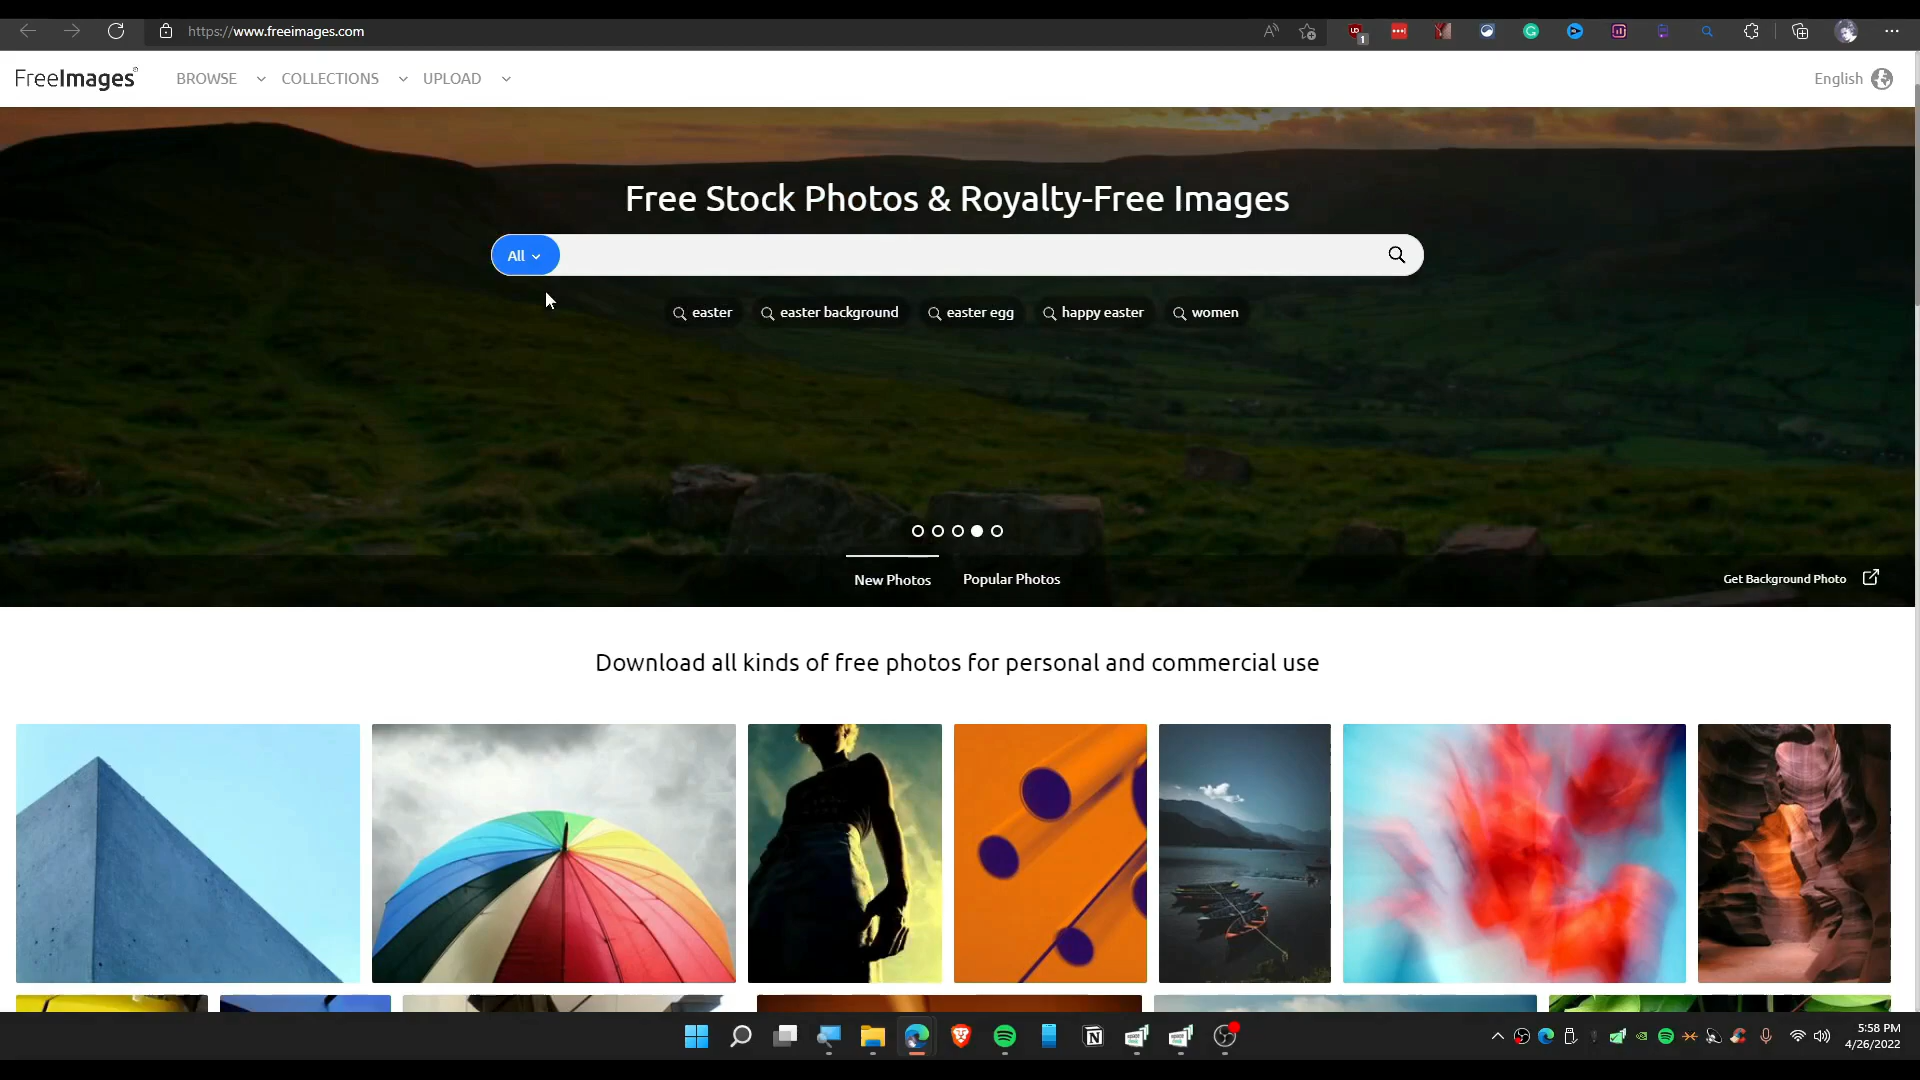 https://www.freeimages.com
1
FreeImages
BROWSE
COLLECTIONS
UPLOAD
English
Free Stock Photos & Royalty-Free Images
All
easter
easter background
easter egg
happy easter
women
New Photos
Popular Photos
Get Background Photo
Download all kinds of free photos for personal and commercial use
5:58 PM
4/26/2022